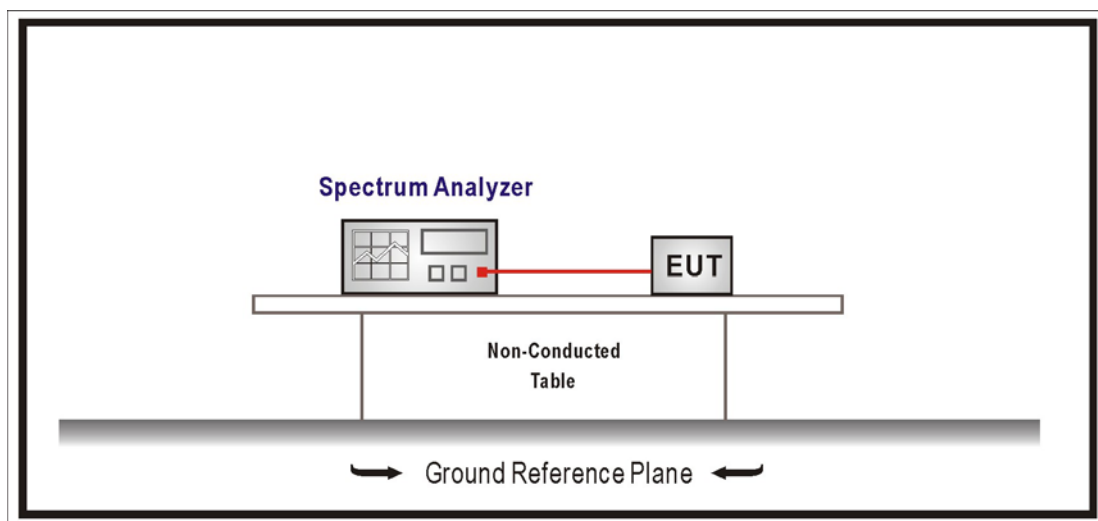 Spectrum Analyzer
EUT
Non-Conducted
Table
Ground Reference Plane